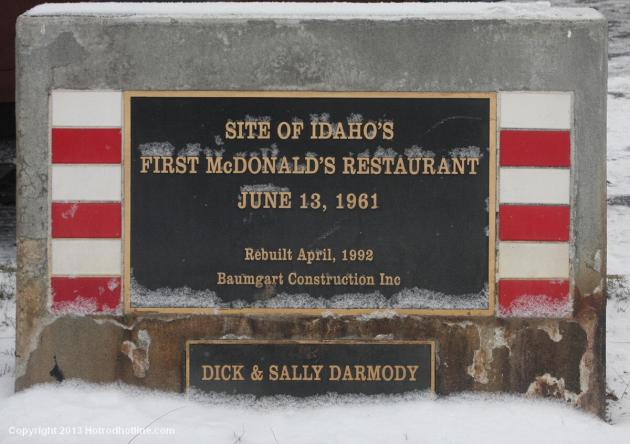 SITE OF IDAHO'S
FIRST McDONALD'S RESTAURANT
JUNE 13, 1961
Rebuilt April, 1992
Baumgart Construction Inc
DICK & SALLY DARMODY
Copyright 2013 Hotrodhotline.com